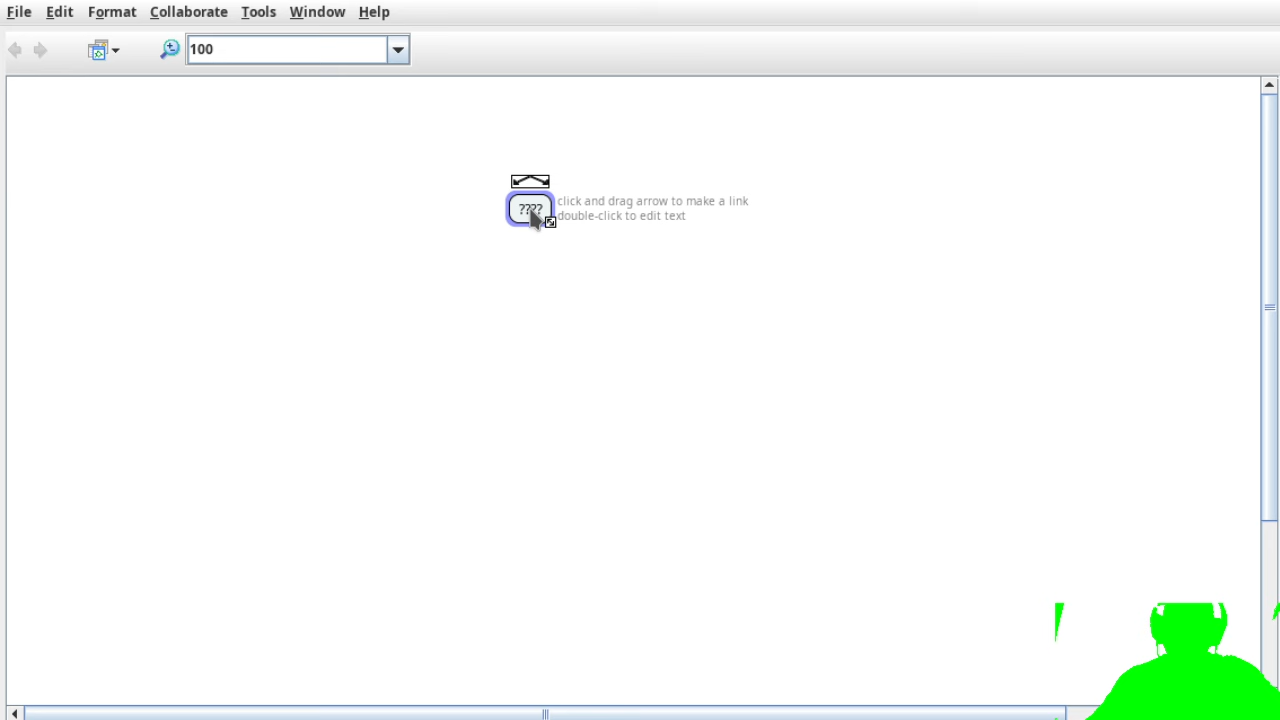 File Edit Format Collaborate Tools Window Help
100
????
click and drag arrow to make a link
double-click to edit text